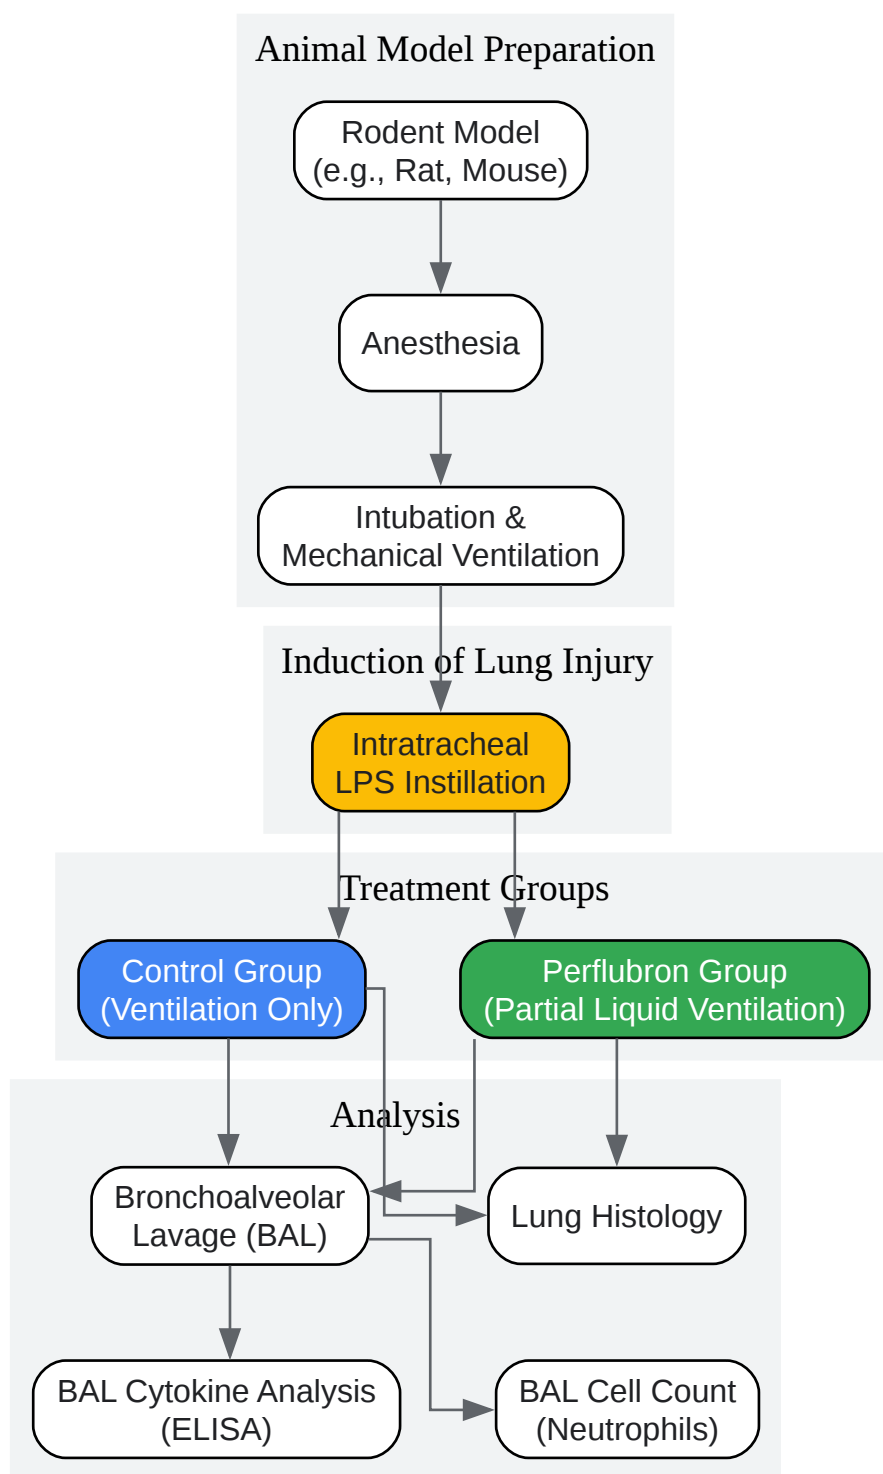 Animal Model Preparation
Rodent Model
(e.g., Rat, Mouse)
Anesthesia
Intubation &
Mechanical Ventilation
Induction of Lung Injury
Intratracheal
LPS Instillation
Treatment Groups
Control Group
(Ventilation Only)
Perflubron Group
(Partial Liquid Ventilation)
Analysis
Bronchoalveolar
Lavage (BAL)
Lung Histology
BAL Cytokine Analysis
(ELISA)
BAL Cell Count
(Neutrophils)